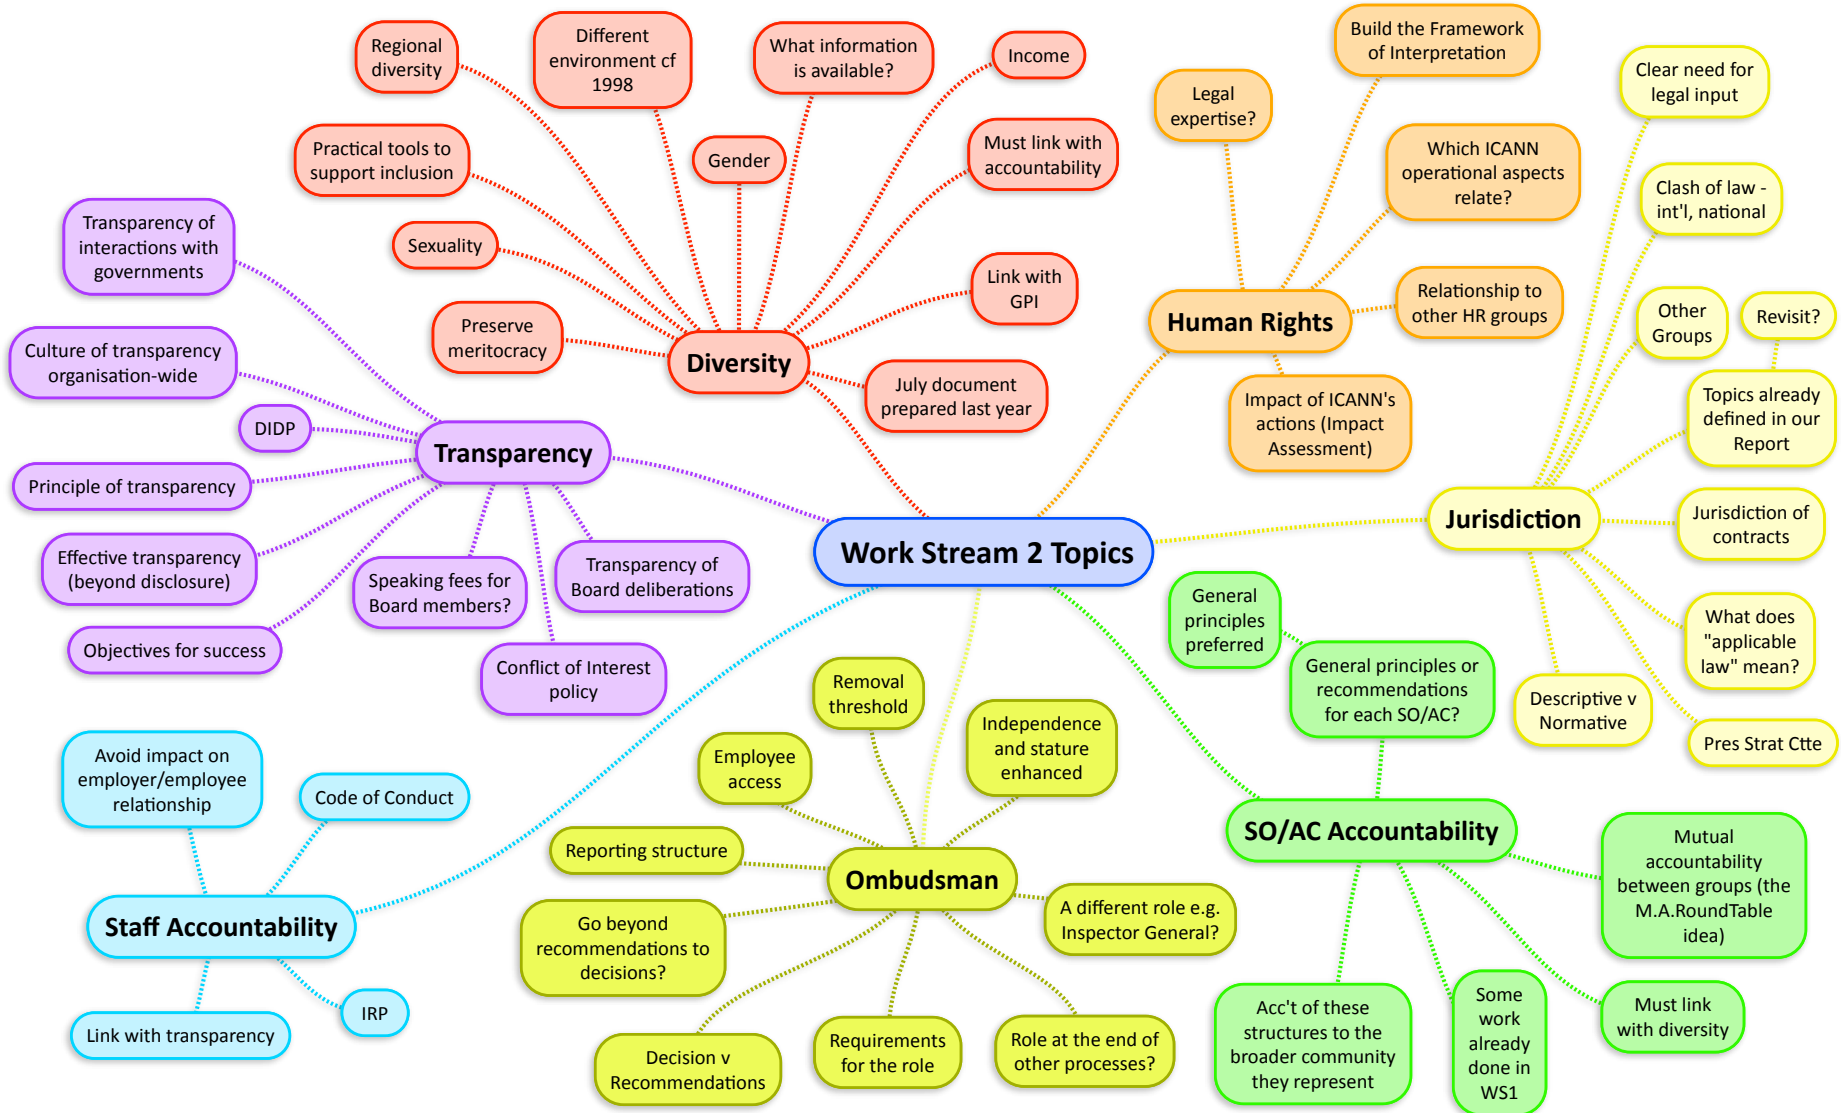 Work Stream 2 Topics
Diversity
Regional
diversity
Different
environment cf
1998
What information
is available?
Income
Practical tools to
support inclusion
Gender
Must link with
accountability
Sexuality
Link with
GPI
Preserve
meritocracy
July document
prepared last year
Human Rights
Build the Framework
of Interpretation
Legal
expertise?
Which ICANN
operational aspects
relate?
Relationship to
other HR groups
Impact of ICANN's
actions (Impact
Assessment)
Jurisdiction
Clear need for
legal input
Clash of law -
int'l, national
Other
Groups
Revisit?
Topics already
defined in our
Report
Jurisdiction of
contracts
What does
"applicable
law" mean?
Descriptive v
Normative
Pres Strat Ctte
Transparency
Transparency of
interactions with
governments
Culture of transparency
organisation-wide
DIDP
Principle of transparency
Effective transparency
(beyond disclosure)
Objectives for success
Speaking fees for
Board members?
Transparency of
Board deliberations
Conflict of Interest
policy
SO/AC Accountability
General
principles
preferred
General principles or
recommendations
for each SO/AC?
Mutual
accountability
between groups (the
M.A.RoundTable
idea)
Must link
with diversity
Some
work
already
done in
WS1
Acc't of these
structures to the
broader community
they represent
Ombudsman
Removal
threshold
Employee
access
Independence
and stature
enhanced
Reporting structure
Go beyond
recommendations to
decisions?
A different role e.g.
Inspector General?
Decision v
Recommendations
Requirements
for the role
Role at the end of
other processes?
Staff Accountability
Avoid impact on
employer/employee
relationship
Code of Conduct
Link with transparency
IRP